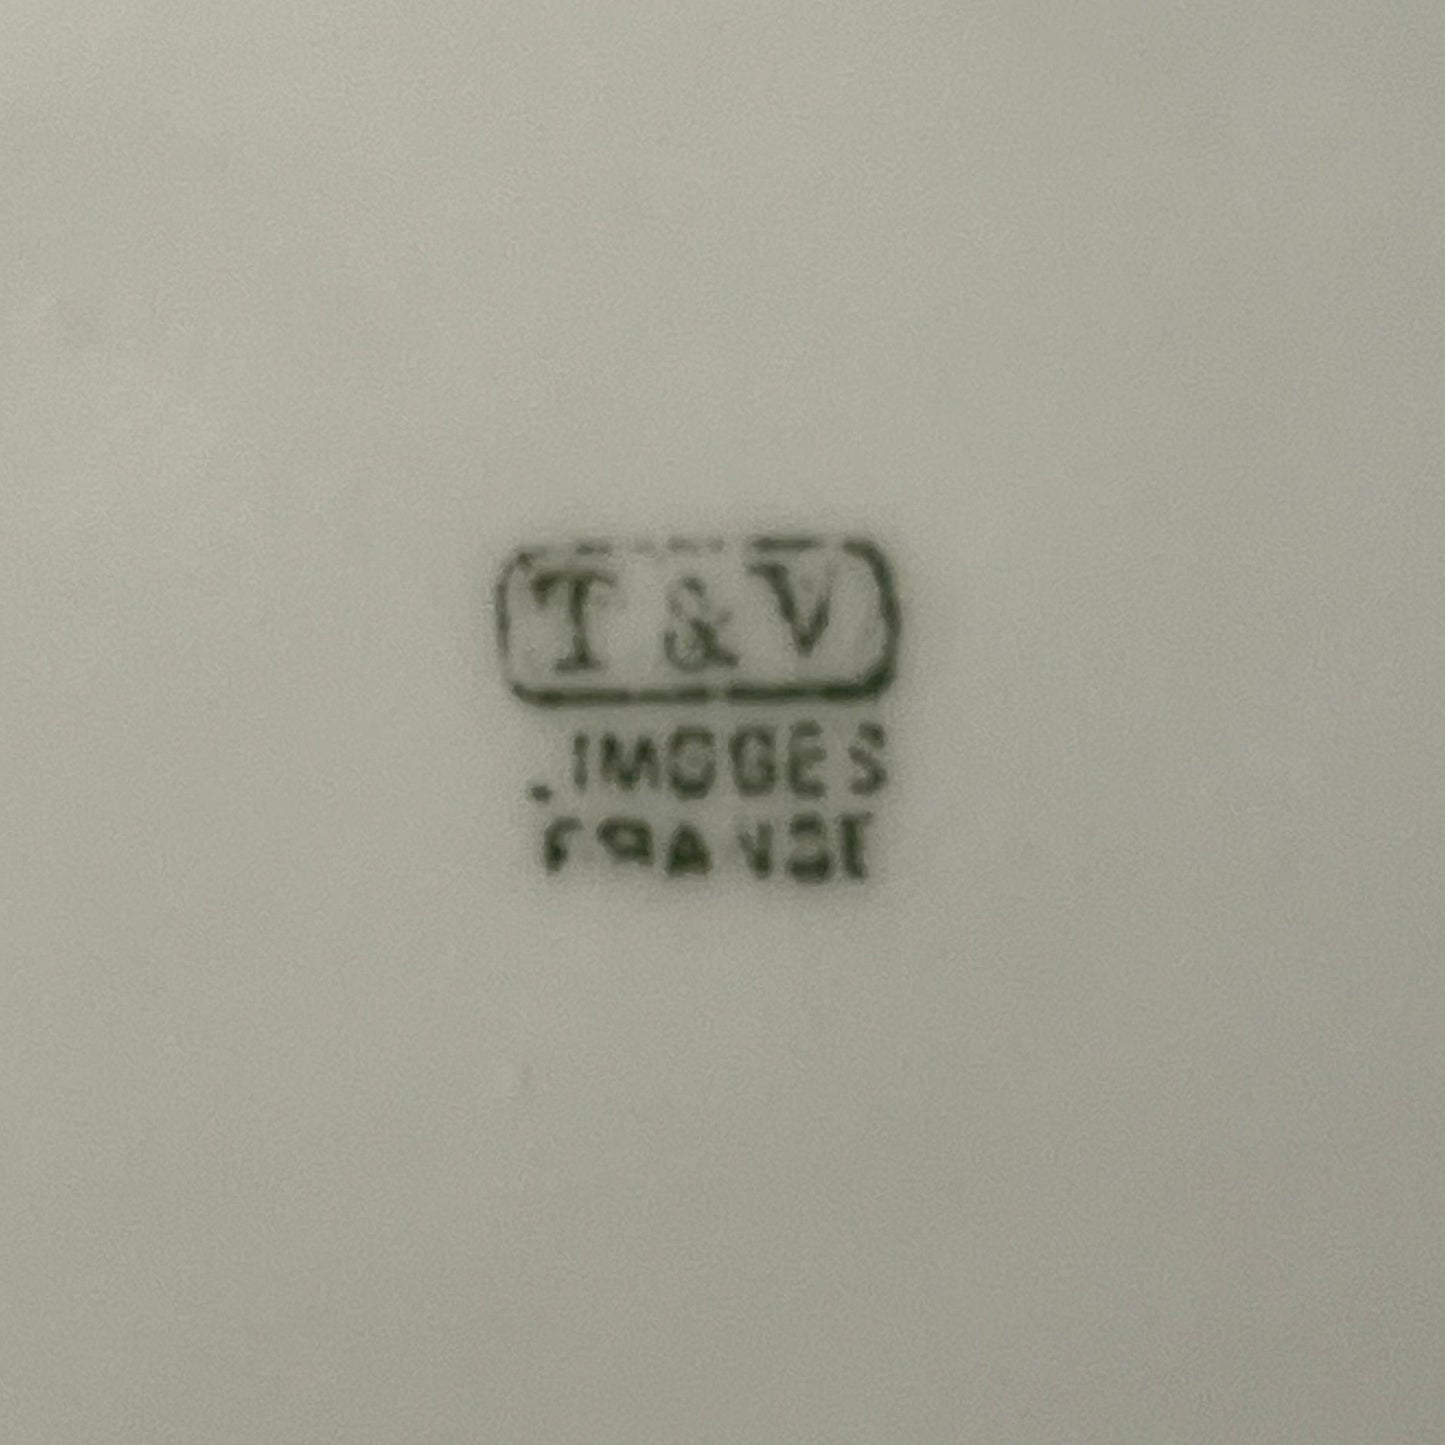 T & V
LIMOGES
FRANCE